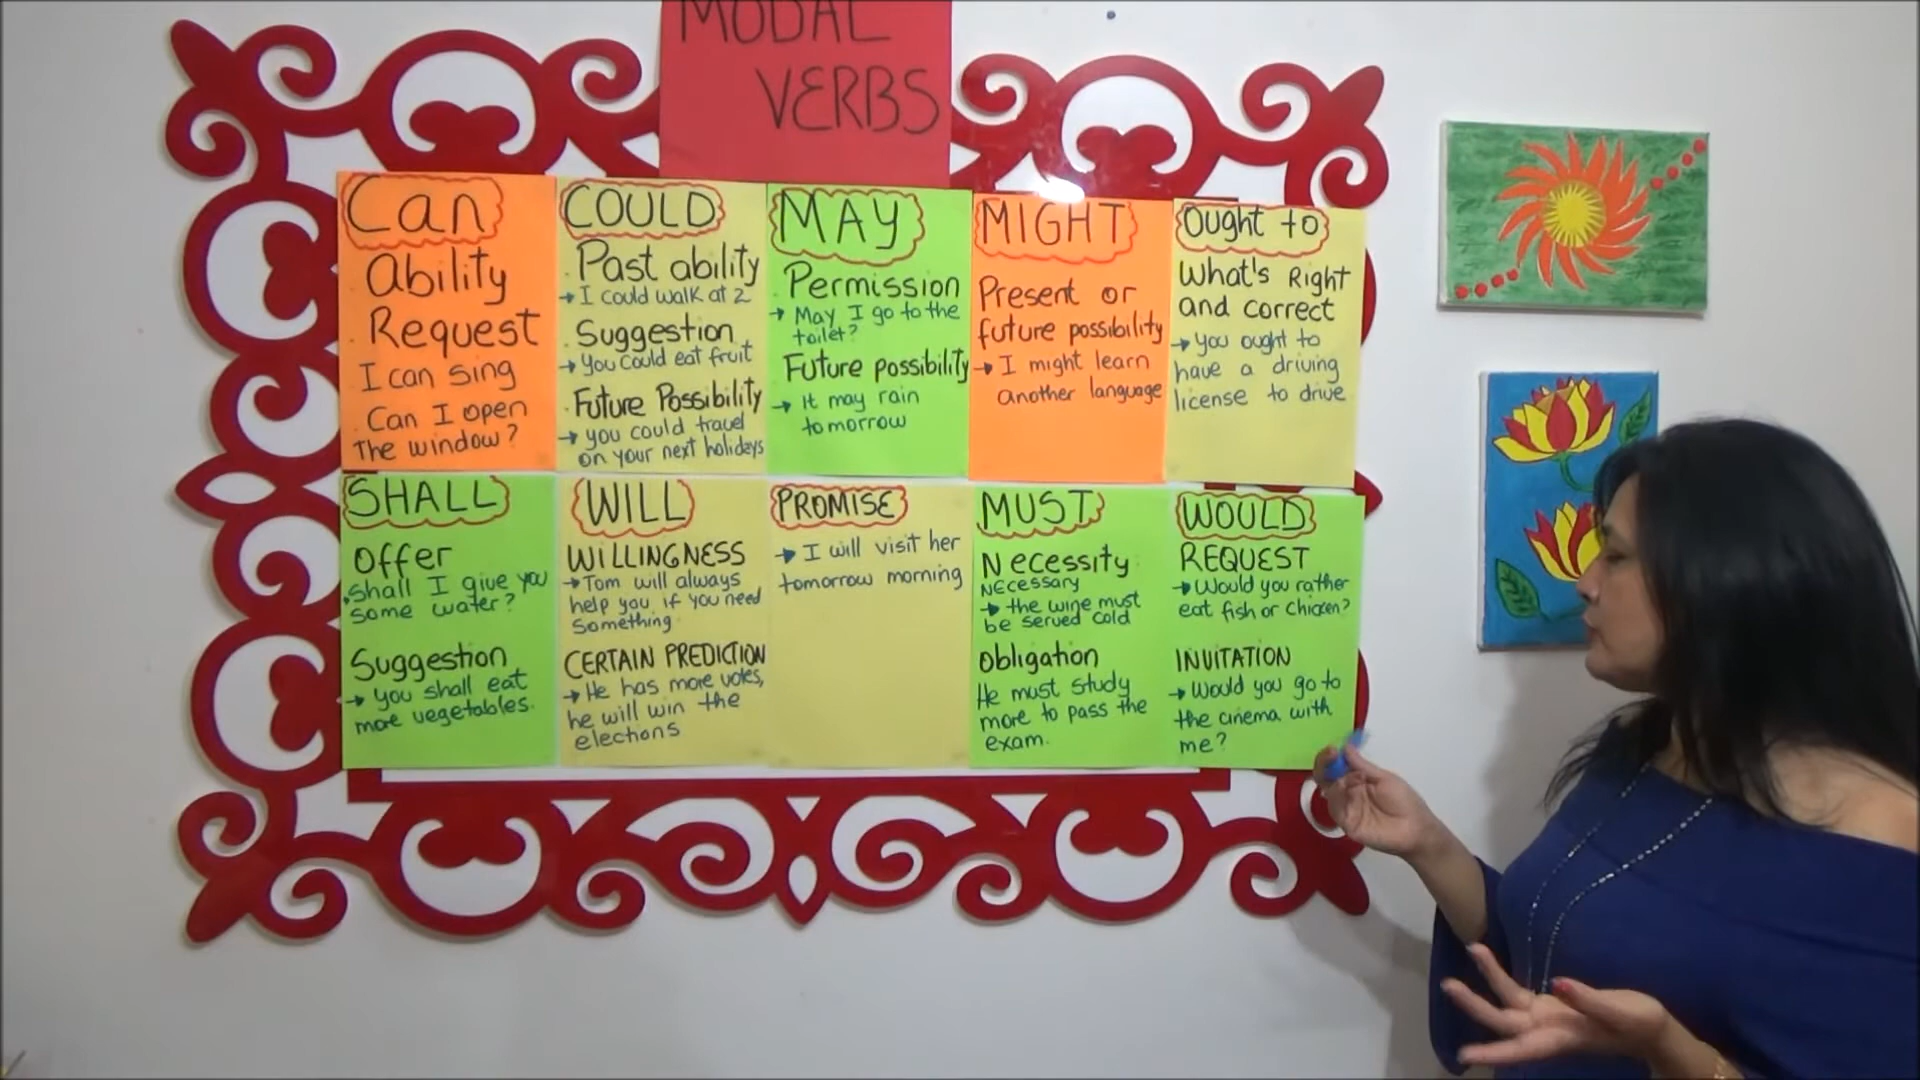 MODAL
VERBS
Can
Ability
Request
I can sing
Can I open
the window?
COULD
. Past ability
→ I could walk at 2
Suggestion
→ you could eat fruit
. Future Possibility
→ you could travel
on your next holidays
MAY
. Permission
→ May I go to the
toilet?
Future possibility
→ It may rain
tomorrow
MIGHT
Present or
future possibility
→ I might learn
another language
Ought to
What's Right
and correct
→ you ought to
have a driving
license to drive
SHALL
Offer
. Shall I give you
some water?
Suggestion
→ you shall eat
more vegetables.
WILL
WILLINGNESS
→ Tom will always
help you if you need
something
CERTAIN PREDICTION
→ He has more votes,
he will win the
elections
PROMISE
→ I will visit her
tomorrow morning
MUST
Necessity
Necessary
→ the wine must
be served cold
Obligation
He must study
more to pass the
exam.
WOULD
REQUEST
→ Would you rather
eat fish or chicken?
INVITATION
→ Would you go to
the cinema with
me?